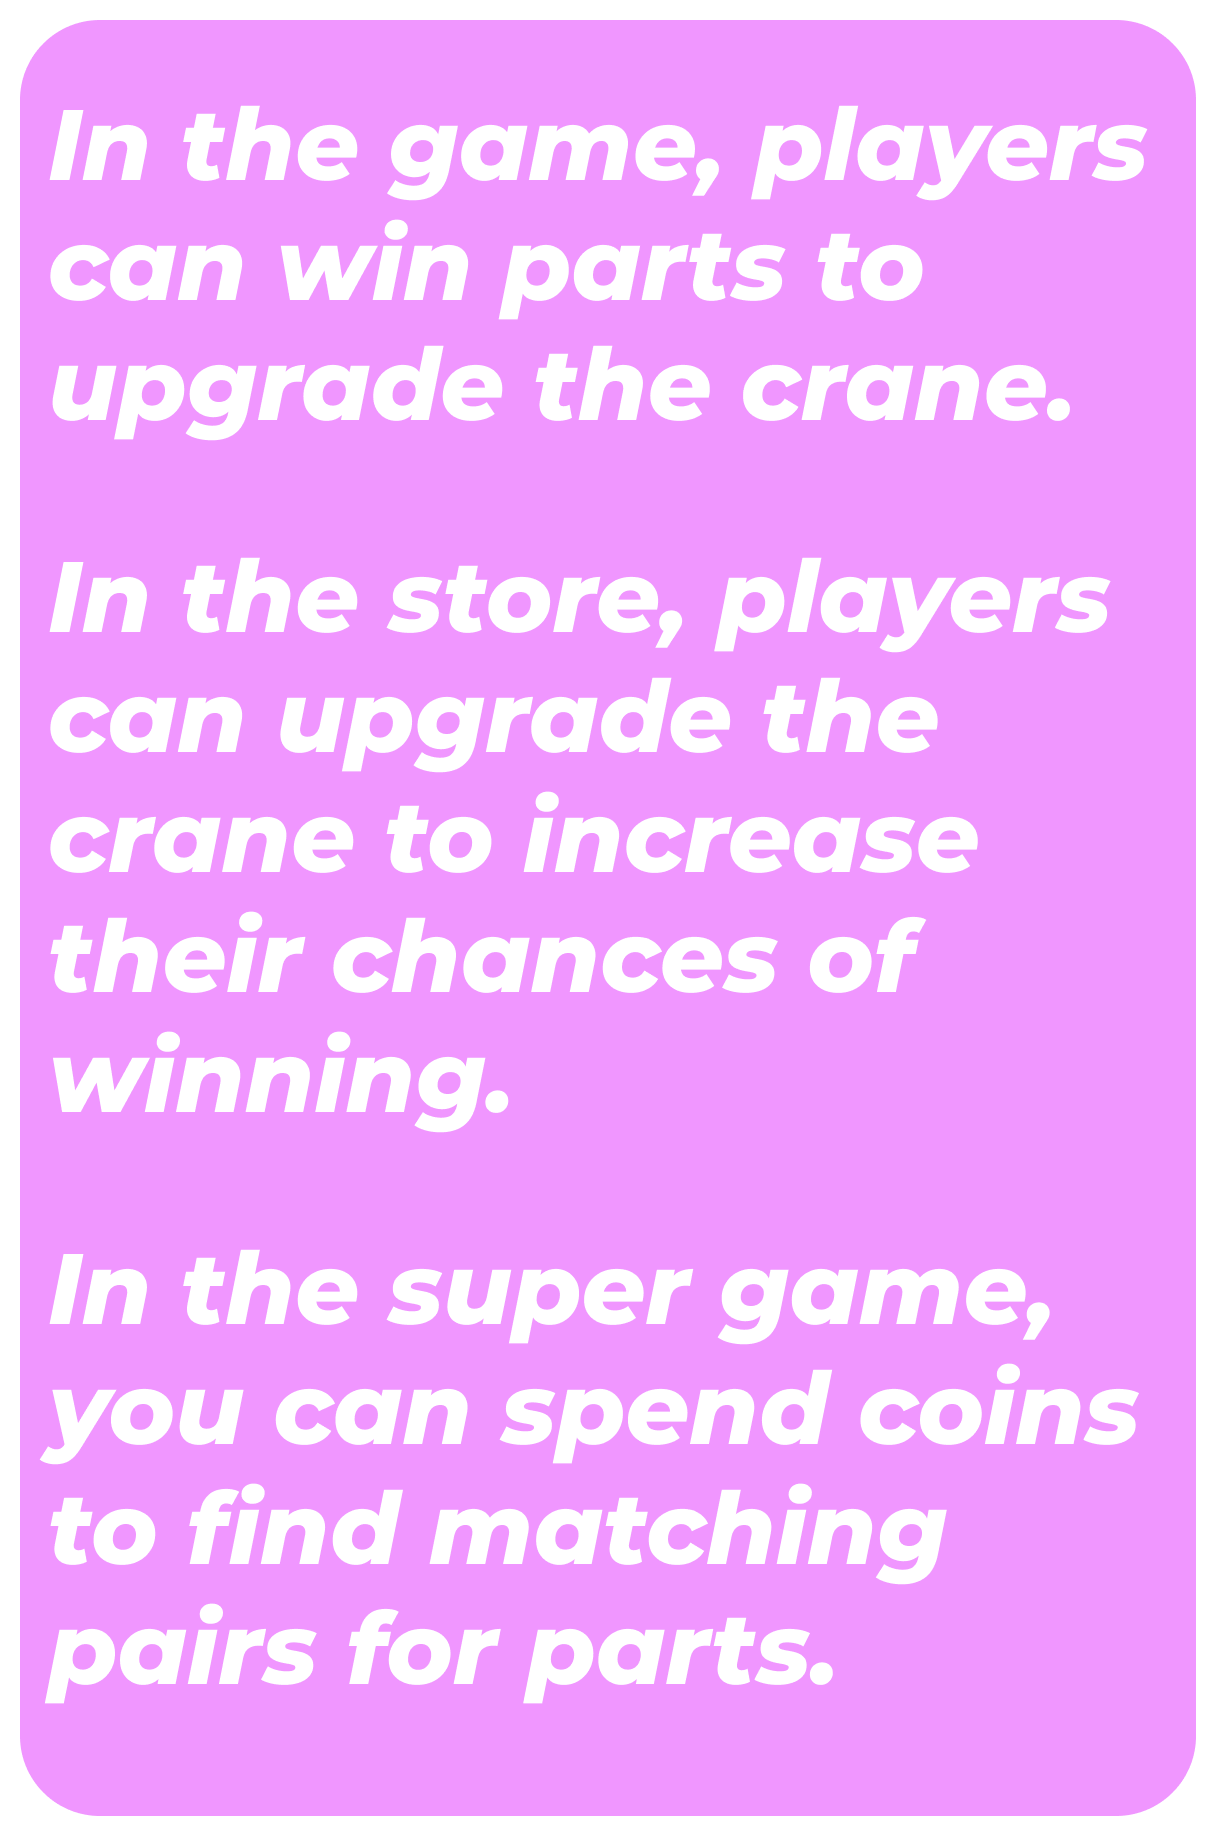 In the game, players
can win parts to
upgrade the crane.
In the store, players
can upgrade the
crane to increase
their chances of
winning.
In the super game,
you can spend coins
to find matching
pairs for parts.